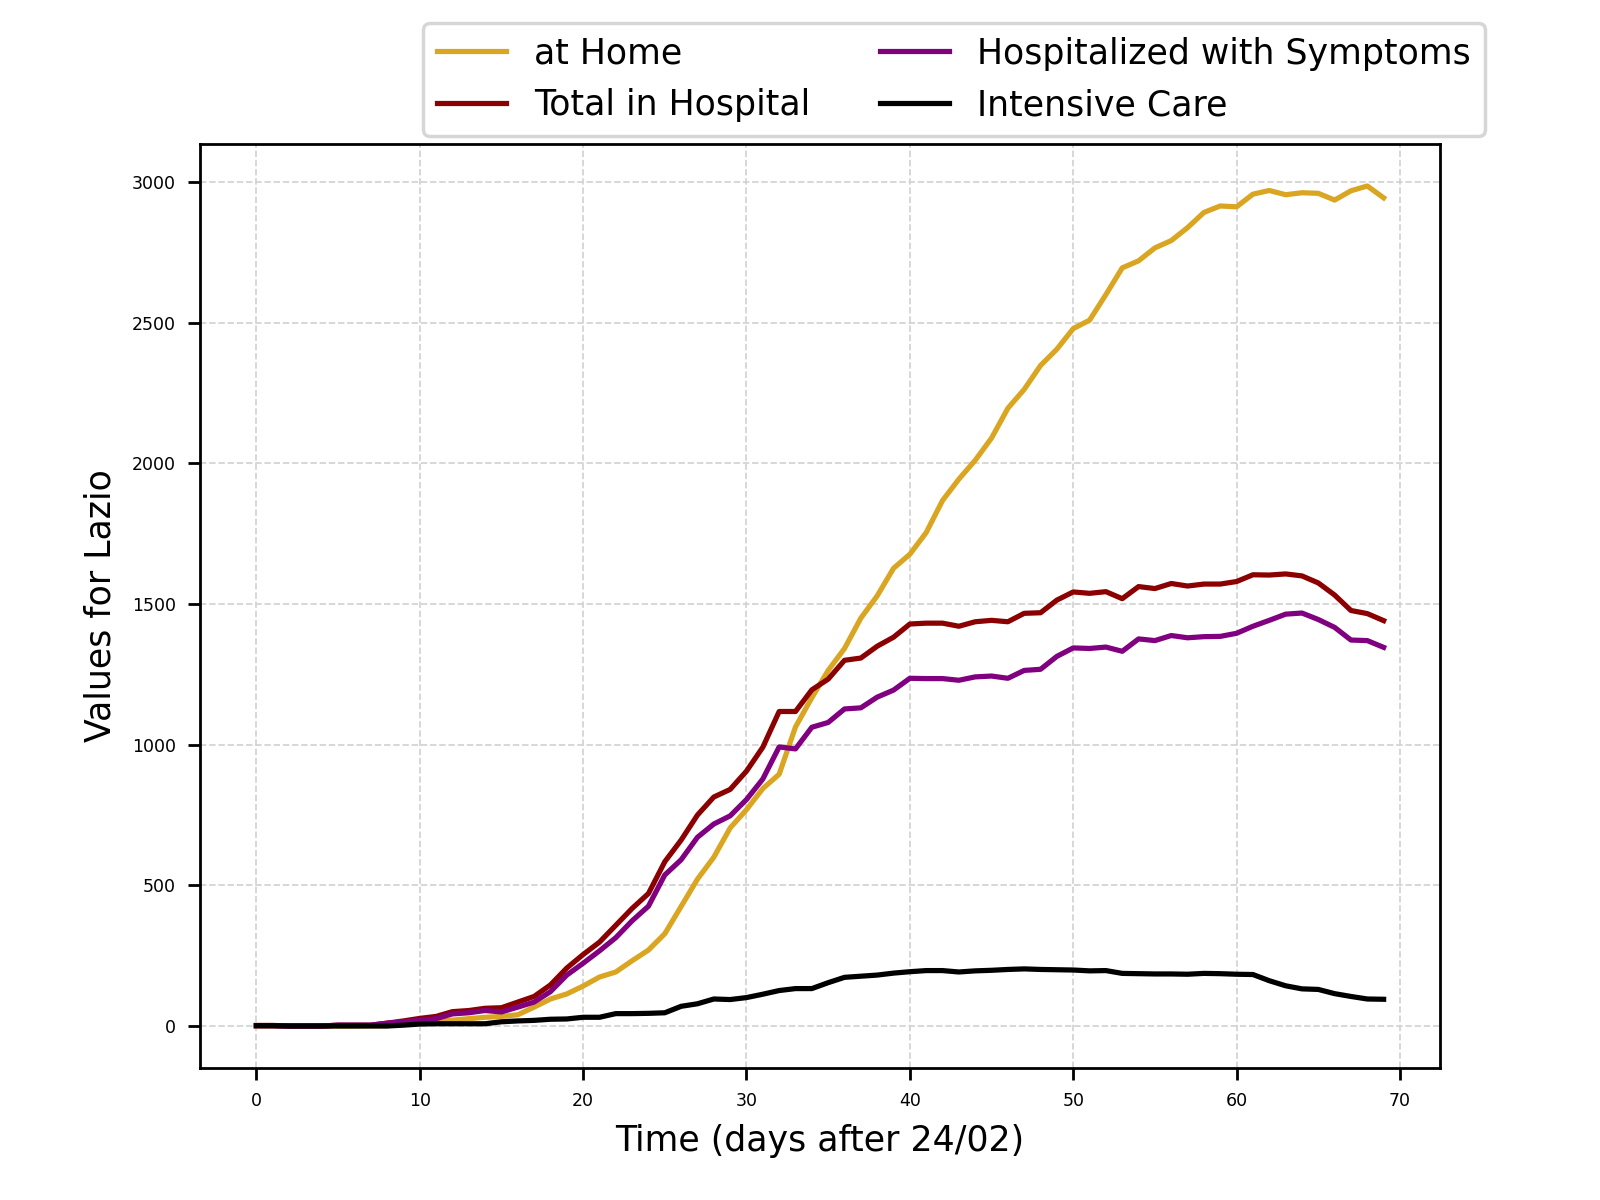 at Home
Hospitalized with Symptoms
Total in Hospital
Intensive Care
3000
2500
2000
1500
1000
500
0
Values for Lazio
0 10 20 30 40 50 60 70
Time (days after 24/02)